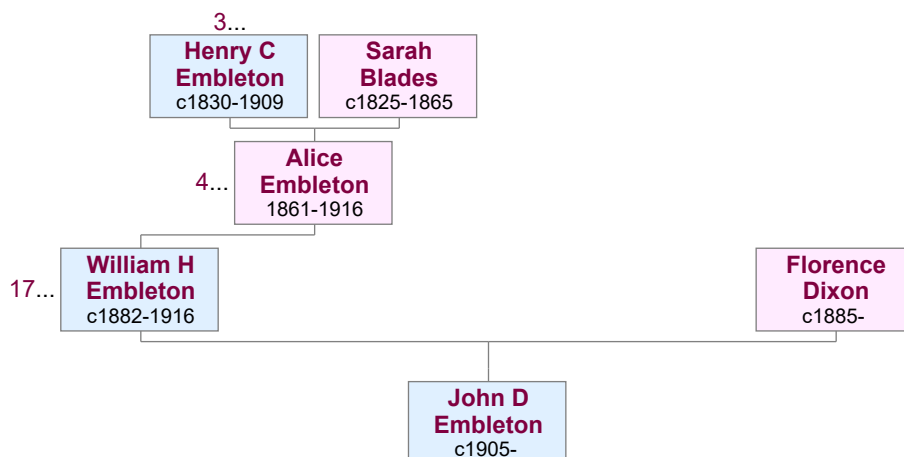 3...
Henry C
Embleton
c1830-1909
Sarah
Blades
c1825-1865
4...
Alice
Embleton
1861-1916
17...
William H
Embleton
c1882-1916
Florence
Dixon
c1885-
John D
Embleton
c1905-